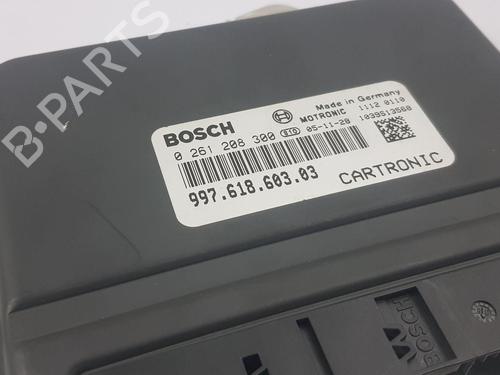 B-PARTS
BOSCH
Made in Germany
MOTRONIC 1112 0110
0 261 208 300 05-11-28 1039S13568
997.618.603.03
CARTRONIC
BOSCH